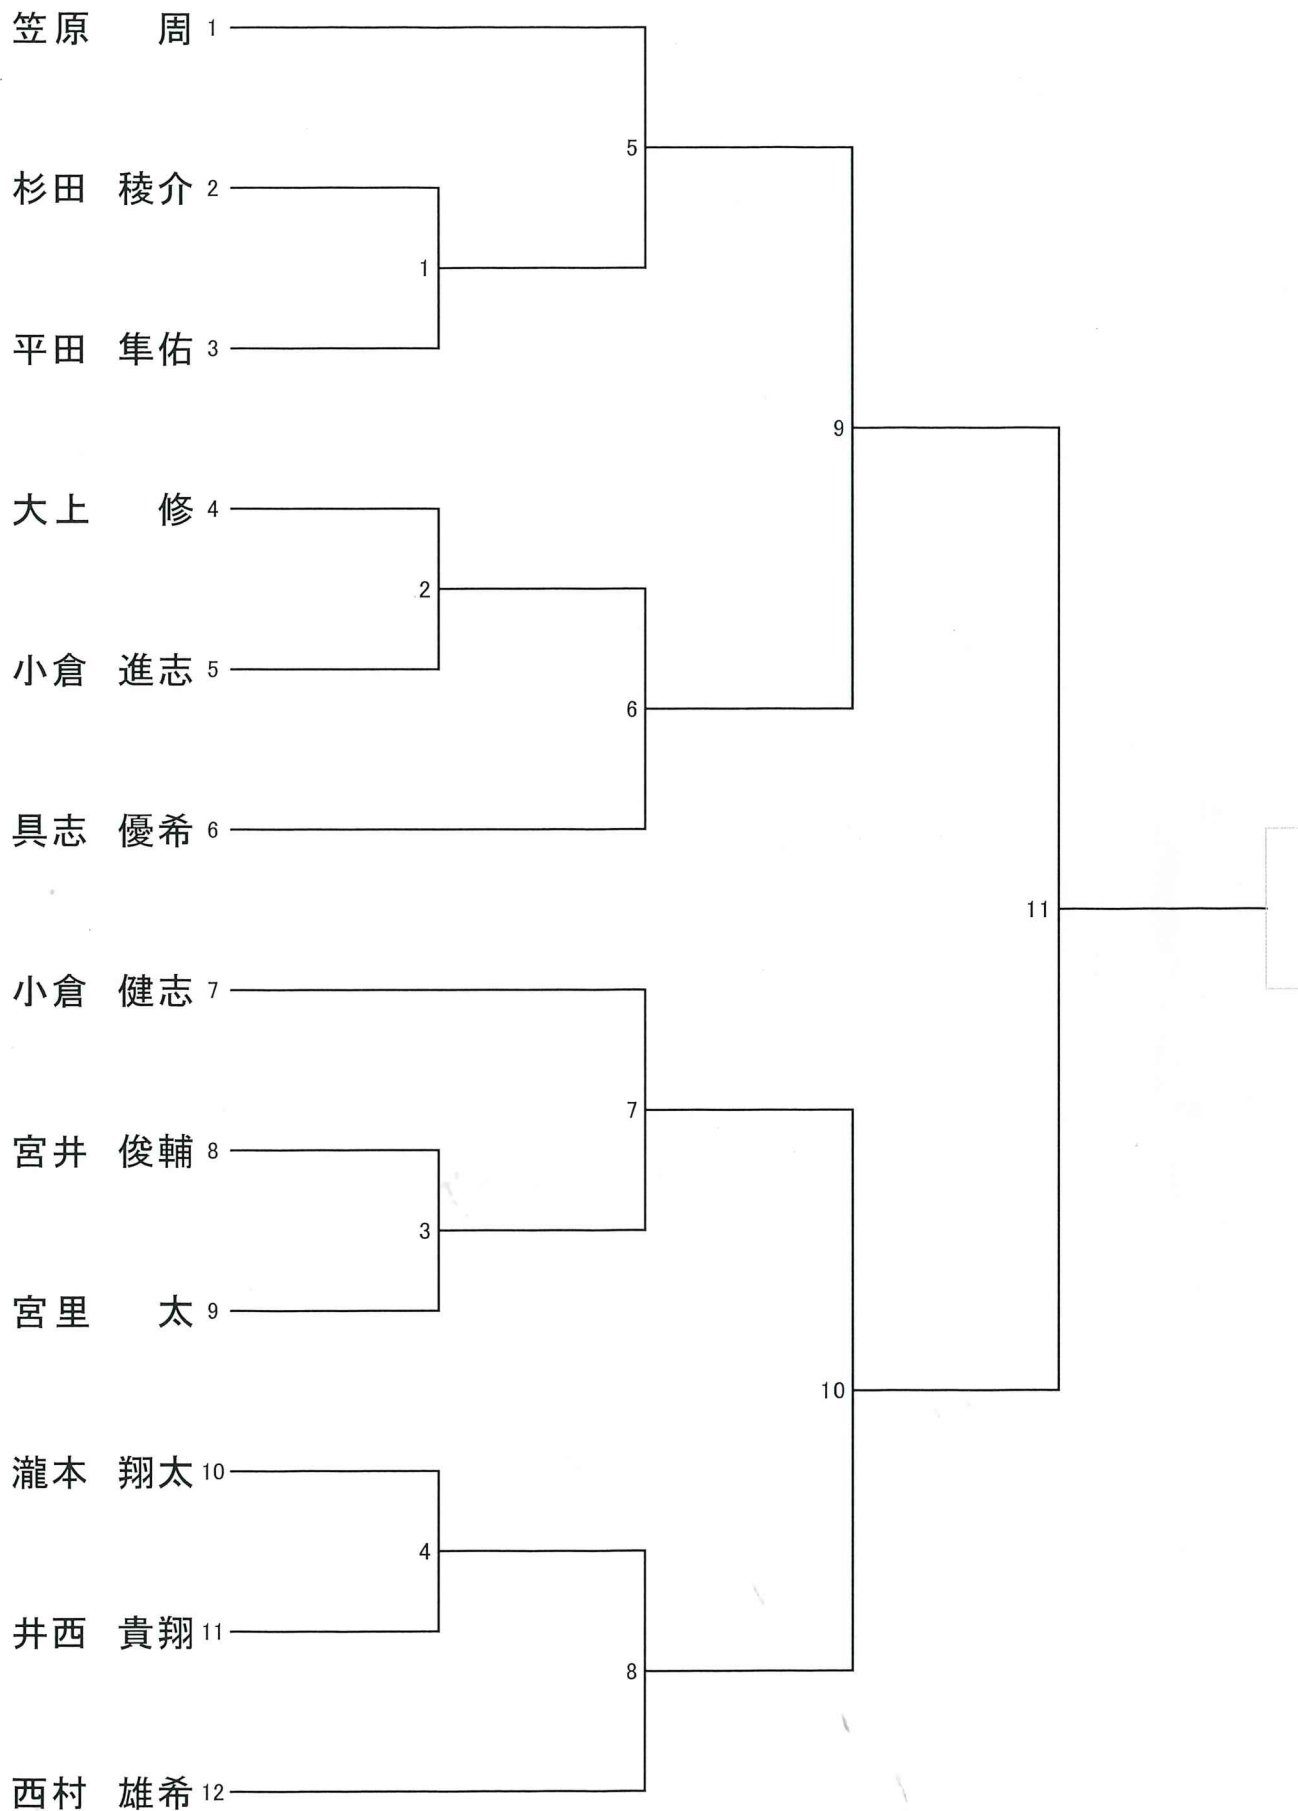 笠原 周 1
5
杉田 稜介 2
1
平田 隼佑 3
9
大上 修 4
2
小倉 進志 5
6
具志 優希 6
11
小倉 健志 7
7
宮井 俊輔 8
3
宮里 太 9
10
瀧本 翔太 10
4
井西 貴翔 11
8
西村 雄希 12